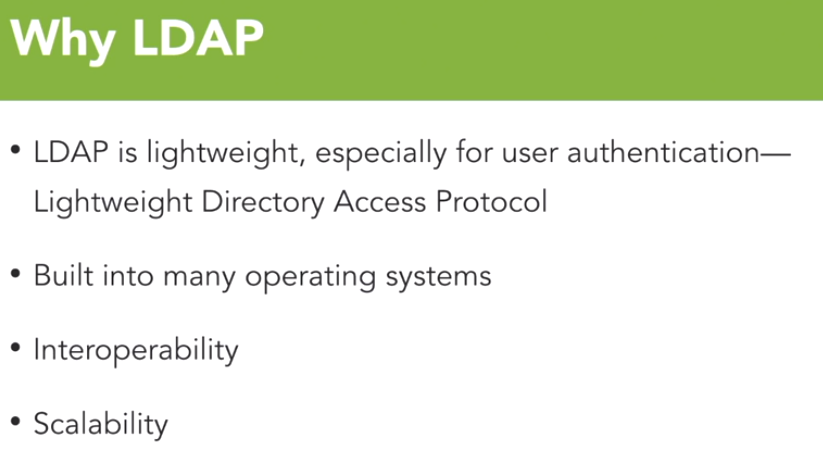 Why LDAP
• LDAP is lightweight, especially for user authentication—
Lightweight Directory Access Protocol
• Built into many operating systems
• Interoperability
• Scalability